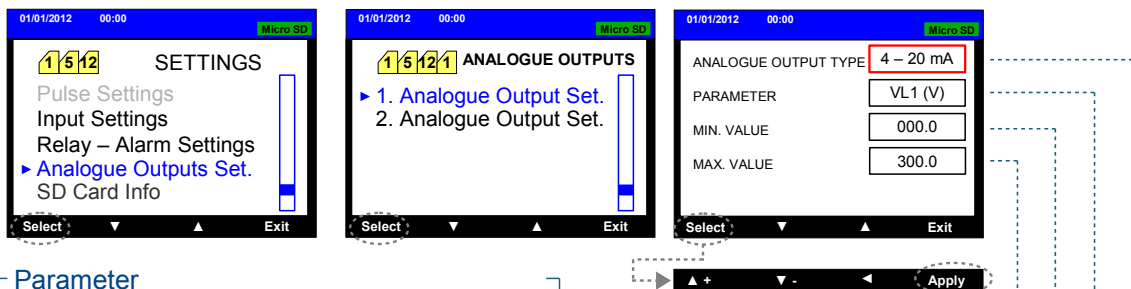 01/01/2012 00:00
Micro SD
1 5 12 SETTINGS
Pulse Settings
Input Settings
Relay – Alarm Settings
► Analogue Outputs Set.
SD Card Info
Select ▼ ▲ Exit
01/01/2012 00:00
Micro SD
1 5 12 1 ANALOGUE OUTPUTS
► 1. Analogue Output Set.
2. Analogue Output Set.
Select ▼ ▲ Exit
01/01/2012 00:00
Micro SD
ANALOGUE OUTPUT TYPE 4 – 20 mA
PARAMETER VL1 (V)
MIN. VALUE 000.0
MAX. VALUE 300.0
Select ▼ ▲ Exit
▲ + ▼ - ◄ Apply
Parameter